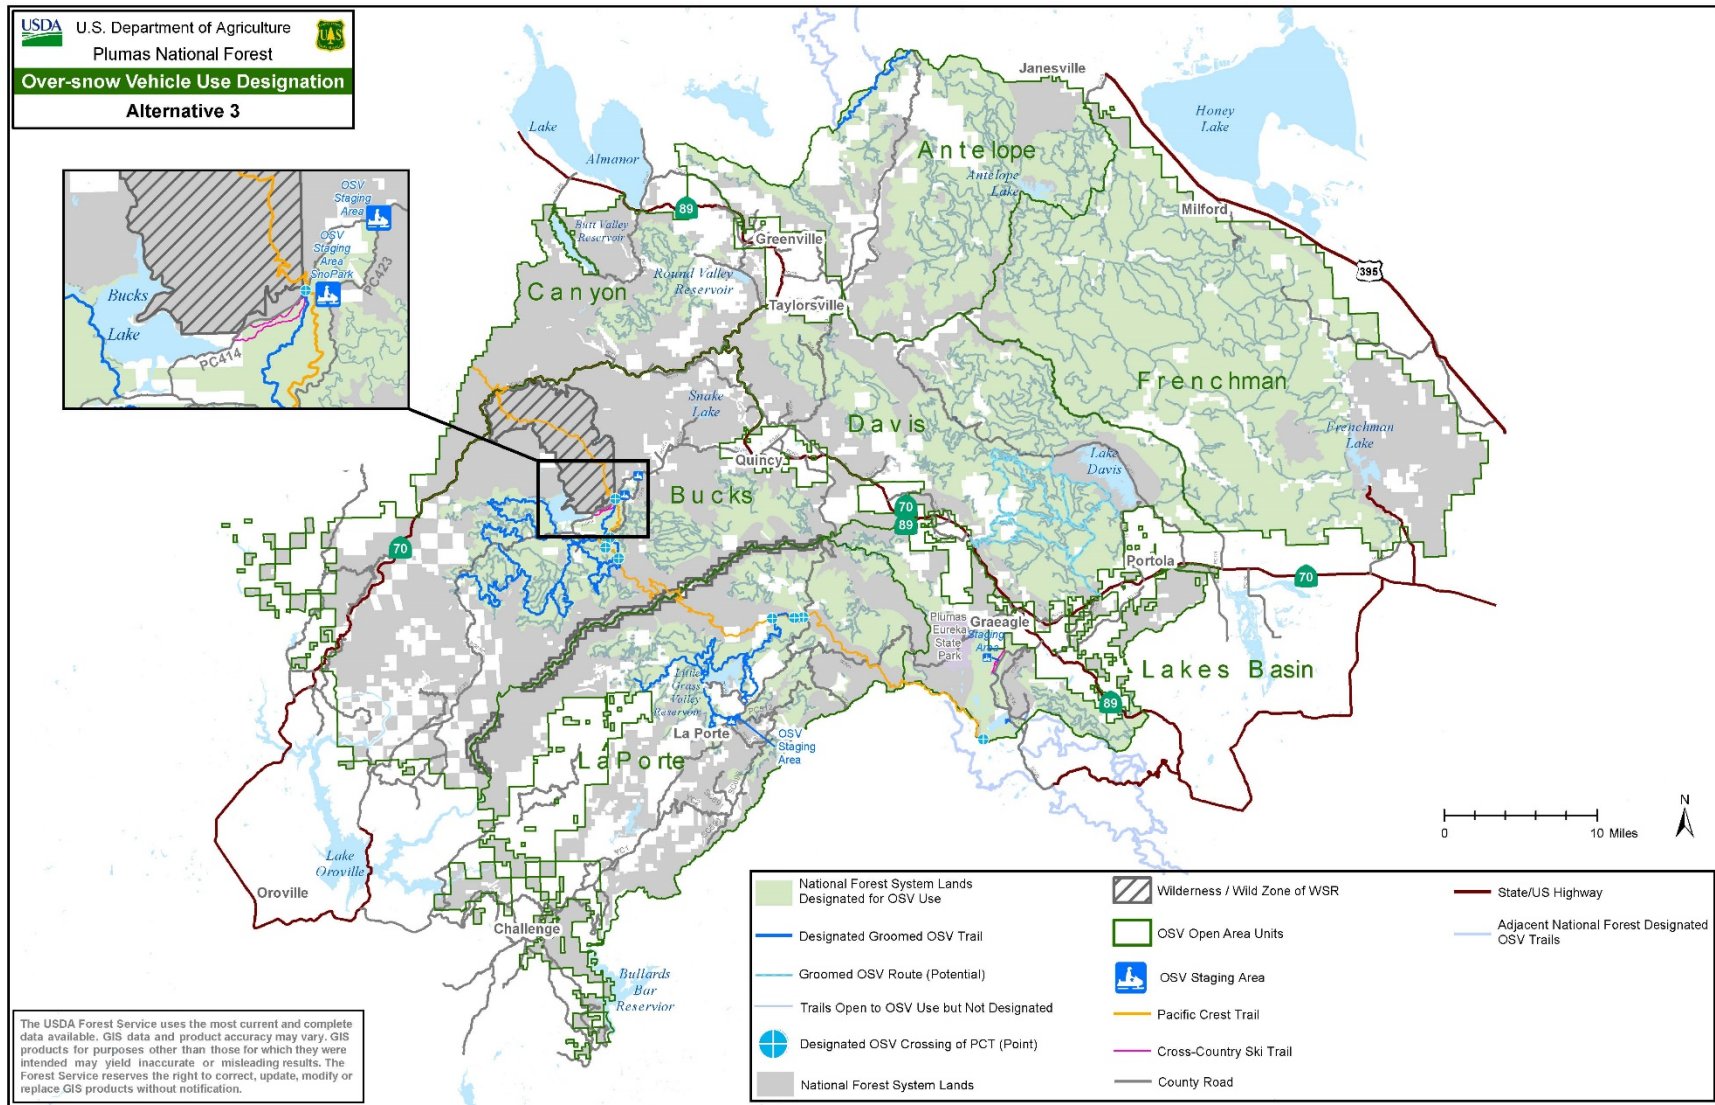 USDA
U.S. Department of Agriculture
Plumas National Forest
Over-snow Vehicle Use Designation
Alternative 3
OSV
Staging
Area
OSV
Staging
Area
SnoPark
PC423
Bucks
Lake
PC414
Lake
Almanor
Janesville
Honey
Lake
Antelope
Antelope
Lake
Milford
89
Butt Valley
Reservoir
Greenville
Round Valley
Reservoir
Canyon
Taylorsville
395
Frenchman
Snake
Lake
Davis
Frenchman
Lake
Lake
Davis
Quincy
Bucks
70
89
70
Portola
70
Plumas
Eureka
State
Park
Graeagle
Staging
Area
Lakes Basin
89
Little
Grass
Valley
Reservoir
La Porte
OSV
Staging
Area
LaPorte
Lake
Oroville
Oroville
Challenge
Bullards
Bar
Reservior
N
0 10 Miles
National Forest System Lands
Designated for OSV Use
Designated Groomed OSV Trail
Groomed OSV Route (Potential)
Trails Open to OSV Use but Not Designated
Designated OSV Crossing of PCT (Point)
National Forest System Lands
Wilderness / Wild Zone of WSR
OSV Open Area Units
OSV Staging Area
Pacific Crest Trail
Cross-Country Ski Trail
County Road
State/US Highway
Adjacent National Forest Designated
OSV Trails
The USDA Forest Service uses the most current and complete
data available. GIS data and product accuracy may vary. GIS
products for purposes other than those for which they were
intended may yield inaccurate or misleading results. The
Forest Service reserves the right to correct, update, modify or
replace GIS products without notification.